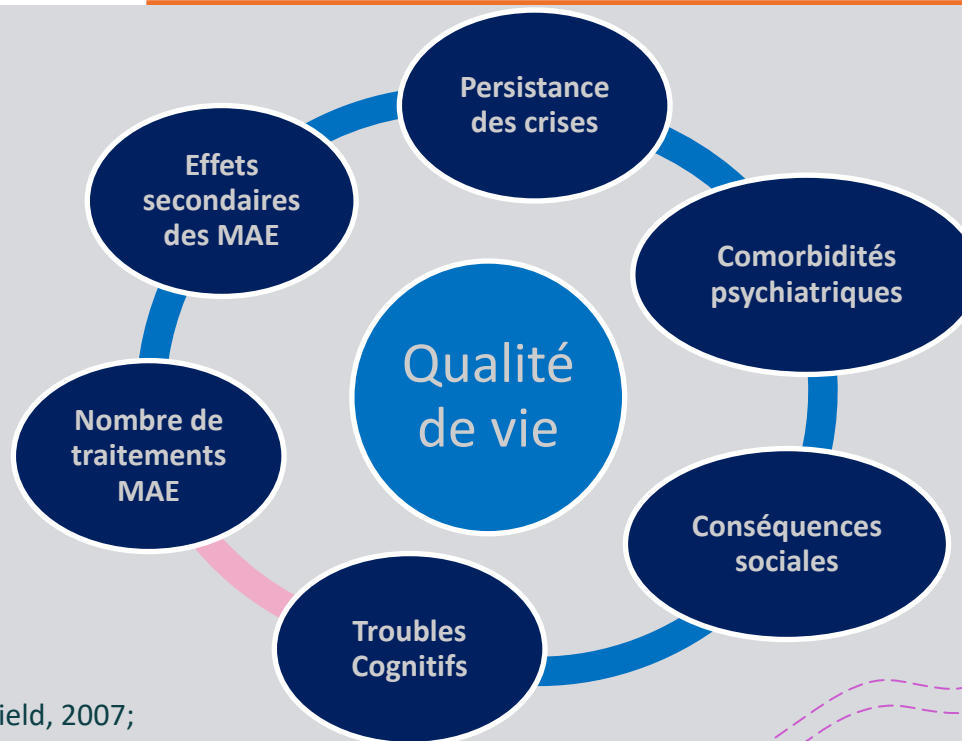 Persistance
des crises
Comorbidités
psychiatriques
Conséquences
sociales
Troubles
Cognitifs
Nombre de
traitements
MAE
Effets
secondaires
des MAE
Qualité
de vie
2007;